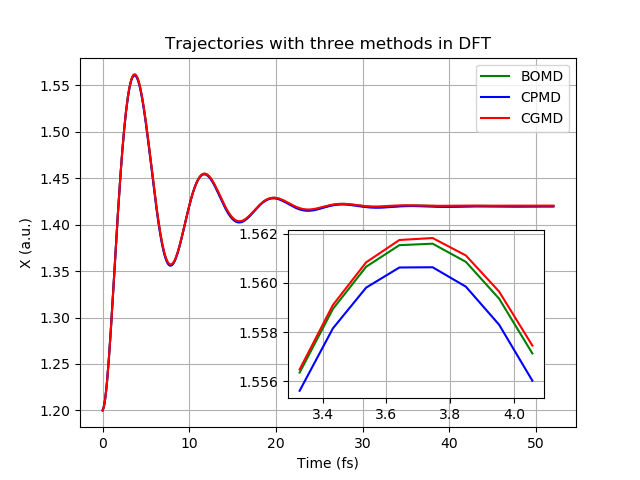 Trajectories with three methods in DFT
BOMD
CPMD
CGMD
X (a.u.)
1.55
1.50
1.45
1.40
1.35
1.30
1.25
1.20
1.562
1.560
1.558
1.556
3.4 3.6 3.8 4.0
0 10 20 30 40 50
Time (fs)